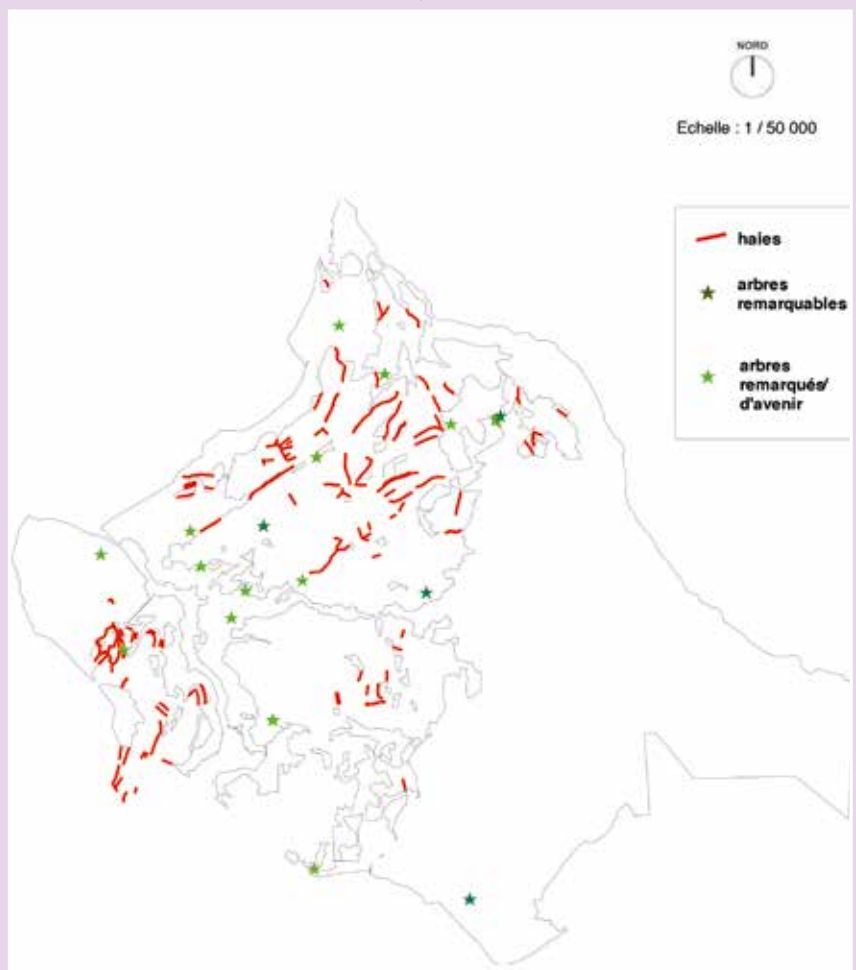 NORD
Echelle : 1 / 50 000
haies
arbres
remarquables
arbres
remarqués/
d'avenir